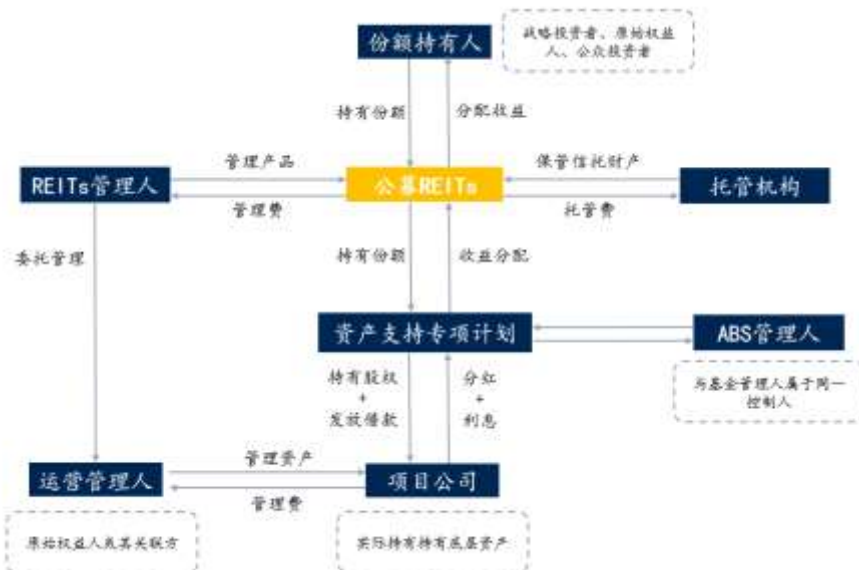 份额持有人
战略投资者、原始权益
人、公众投资者
持有份额
分配收益
REITs管理人
管理产品
管理费
公募REITs
保管信托财产
托管费
托管机构
委托管理
持有份额
收益分配
资产支持专项计划
ABS管理人
与基金管理人属于同一
控制人
持有股权
+
发放借款
分红
+
利息
运营管理人
管理资产
管理费
项目公司
原始权益人或其关联方
实际持有持有底层资产